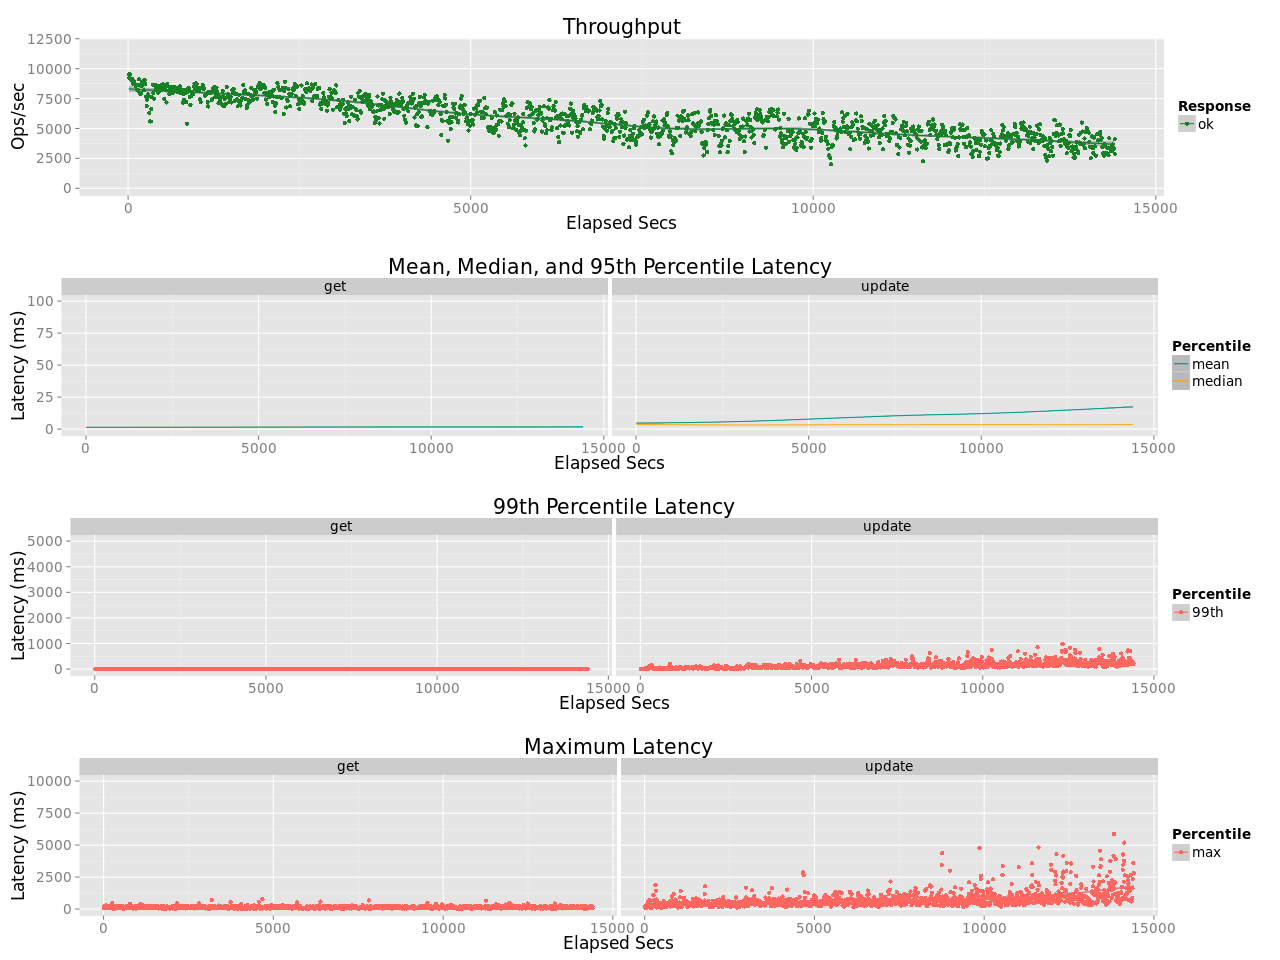 Throughput
Ops/sec
12500
10000
7500
5000
2500
0
0 5000 10000 15000
Elapsed Secs
Response
ok
Mean, Median, and 95th Percentile Latency
get update
Latency (ms)
100
75
50
25
0
0 5000 10000 15000 0 5000 10000 15000
Elapsed Secs
Percentile
mean
median
99th Percentile Latency
get update
Latency (ms)
5000
4000
3000
2000
1000
0
0 5000 10000 15000 0 5000 10000 15000
Elapsed Secs
Percentile
99th
Maximum Latency
get update
Latency (ms)
10000
7500
5000
2500
0
0 5000 10000 15000 0 5000 10000 15000
Elapsed Secs
Percentile
max